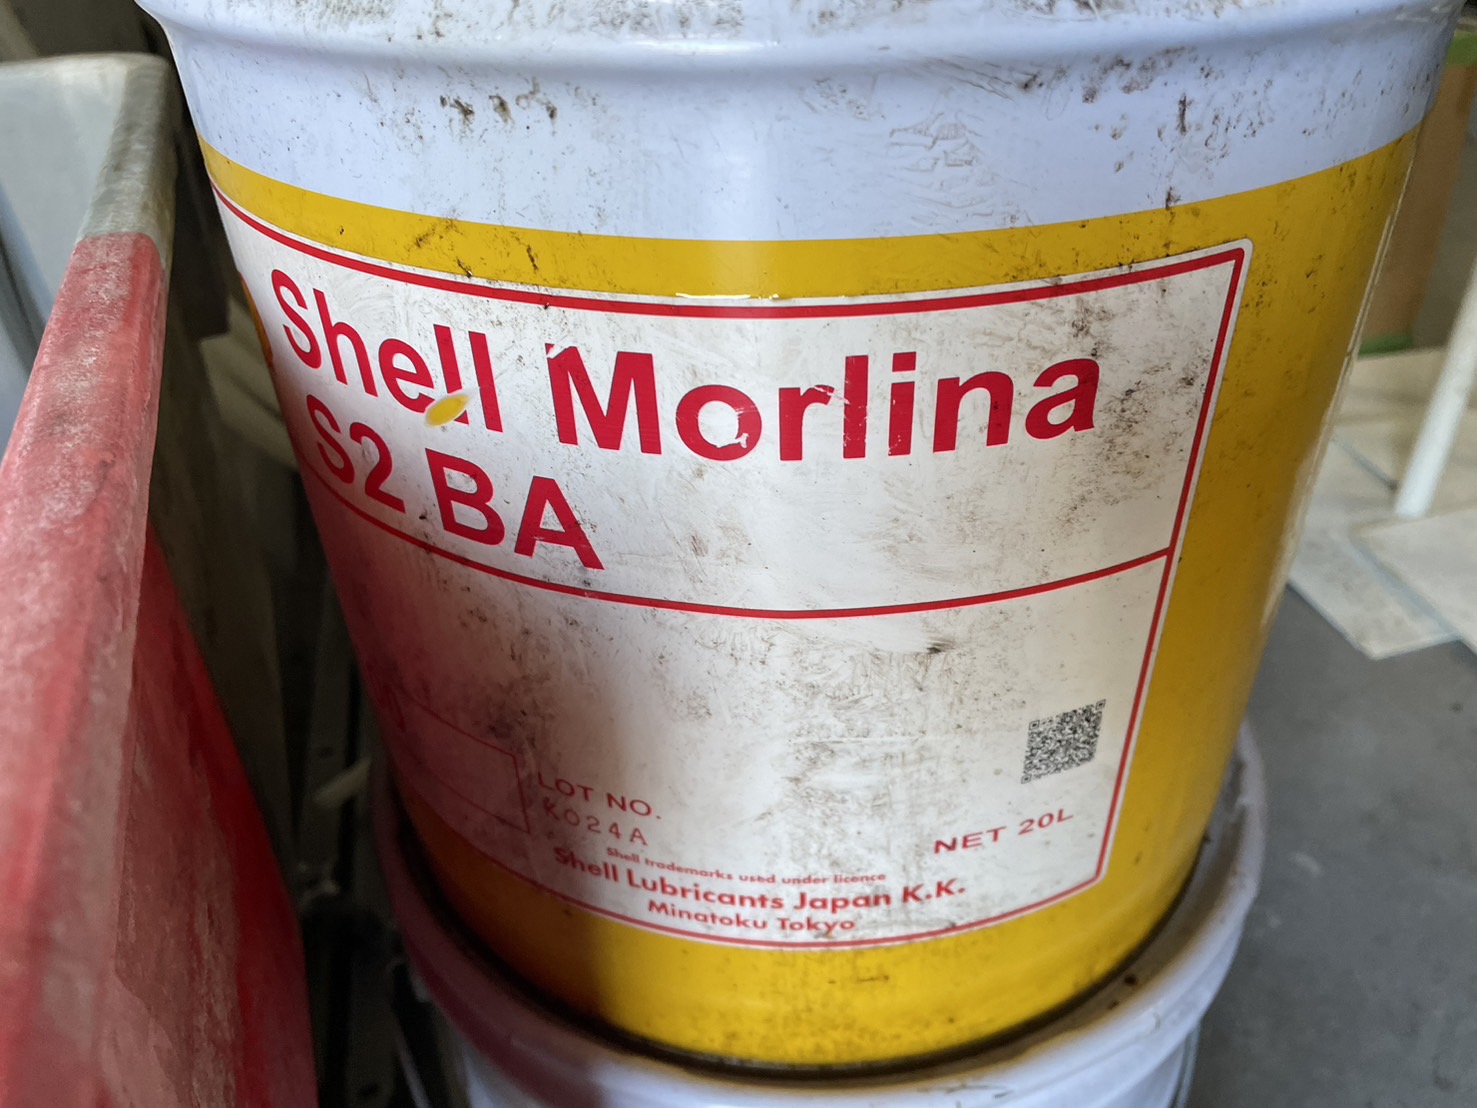 Shell Morlina
S2 BA
LOT NO.
K024A
NET 20L
Shell trademarks used under licence
Shell Lubricants Japan K.K.
Minatoku Tokyo